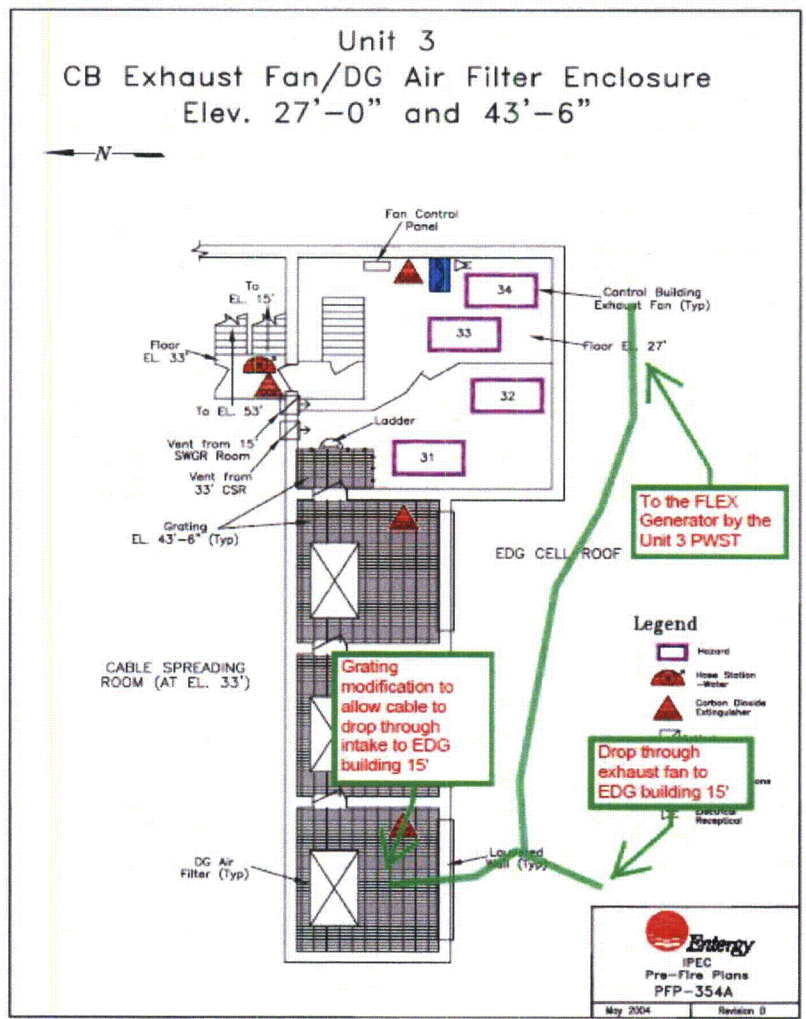 Unit 3
CB Exhaust Fan/DG Air Filter Enclosure
Elev. 27'-0" and 43'-6"
N
Fan Control
Panel
To
EL. 15'
34
Control Building
Exhaust Fan (Typ)
33
Floor EL. 27'
Floor
EL. 33'
32
To EL. 53'
Ladder
Vent from 15'
SWGR Room
Vent from
33' CSR
31
To the FLEX
Generator by the
Unit 3 PWST
Grating
EL. 43'-6" (Typ)
EDG CELL ROOF
Legend
Hazard
Hose Station
-Water
Carbon Dioxide
Extinguisher
CABLE SPREADING
ROOM (AT EL. 33')
Grating
modification to
allow cable to
drop through
intake to EDG
building 15'
Drop through
exhaust fan to
EDG building 15'
ons
Electrical
Receptical
DG Air
Filter (Typ)
Louvered
Wall (Typ)
Entergy
IPEC
Pre-Fire Plans
PFP-354A
May 2004
Revision 0